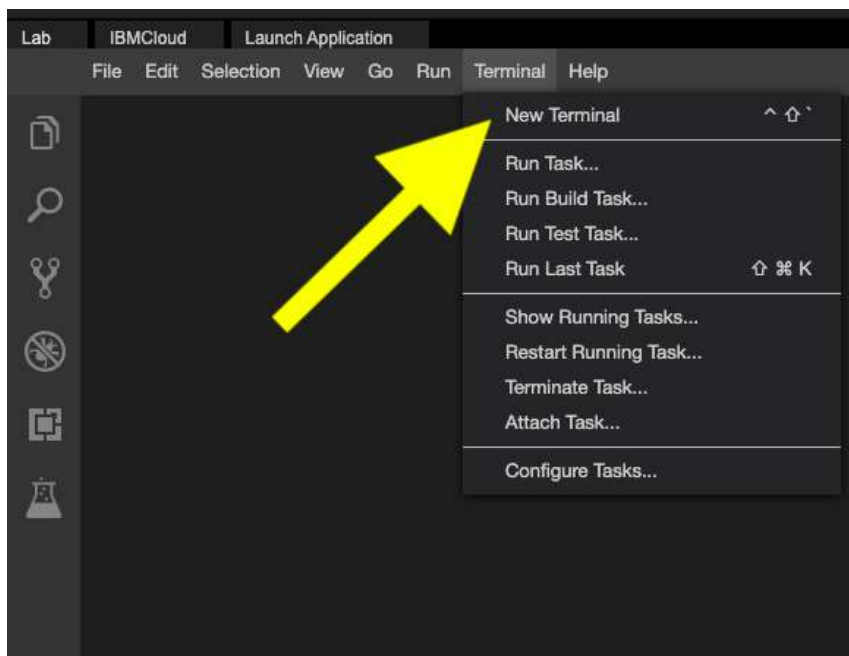 Lab IBMCloud Launch Application
File Edit Selection View Go Run Terminal Help
New Terminal ^ ⇧ `
Run Task...
Run Build Task...
Run Test Task...
Run Last Task ⇧ ⌘ K
Show Running Tasks...
Restart Running Task...
Terminate Task...
Attach Task...
Configure Tasks...